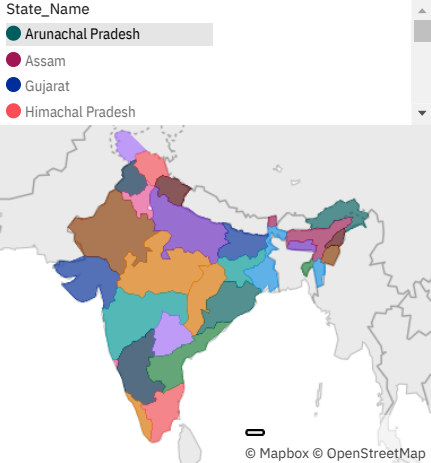 State_Name
Arunachal Pradesh
Assam
Gujarat
Himachal Pradesh
© Mapbox © OpenStreetMap